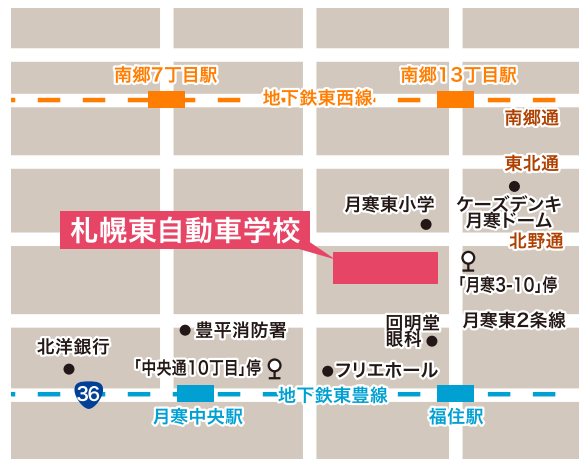 南郷7丁目駅
南郷13丁目駅
地下鉄東西線
南郷通
東北通
月寒東小学
ケーズデンキ
月寒ドーム
札幌東自動車学校
北野通
「月寒3-10」停
回明堂
眼科
月寒東2条線
豊平消防署
北洋銀行
「中央通10丁目」停
フリエホール
36
地下鉄東豊線
月寒中央駅
福住駅